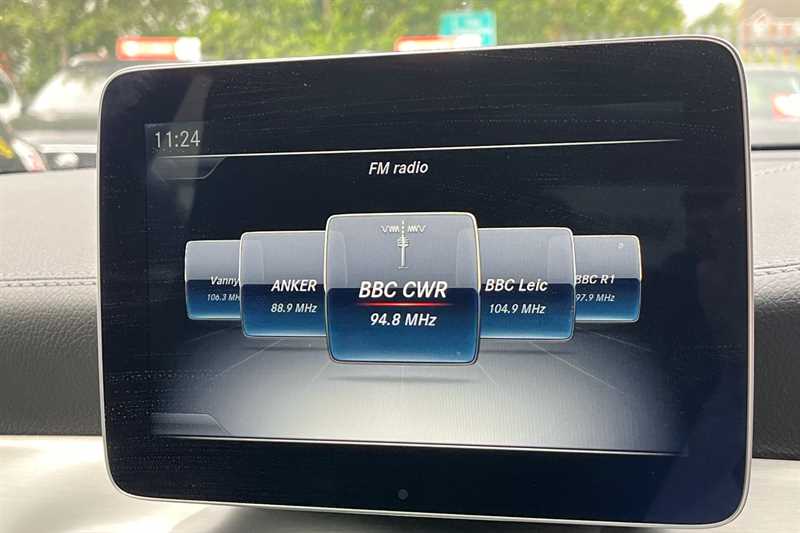 11:24
FM radio
Vanny
106.3 MH
ANKER
88.9 MHz
BBC CWR
94.8 MHz
BBC Leic
104.9 MHz
BBC R1
97.9 MHz